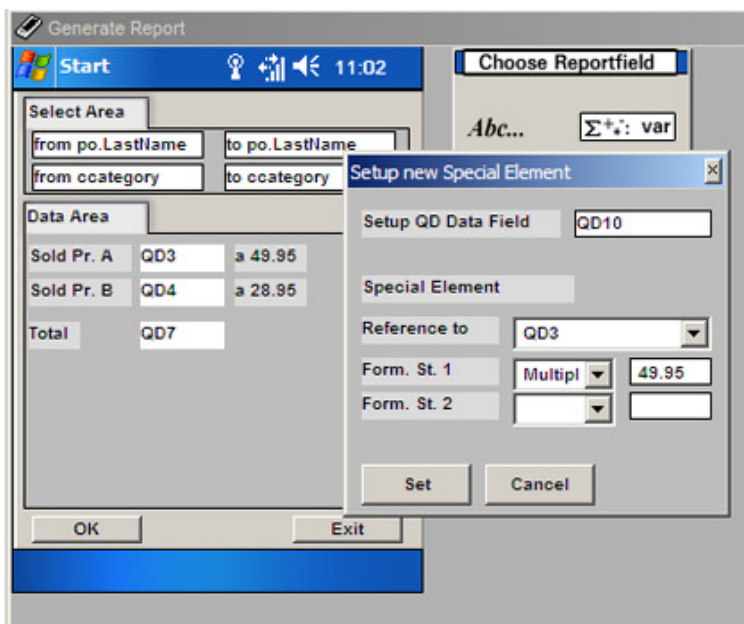 Generate Report
Start 11:02
Choose Reportfield
Abc... Σ+-: var
Select Area
from po.LastName to po.LastName
from ccategory to ccategory
Data Area
Sold Pr. A QD3 a 49.95
Sold Pr. B QD4 a 28.95
Total QD7
OK Exit
Setup new Special Element
Setup QD Data Field QD10
Special Element
Reference to QD3
Form. St. 1 Multipl 49.95
Form. St. 2
Set Cancel